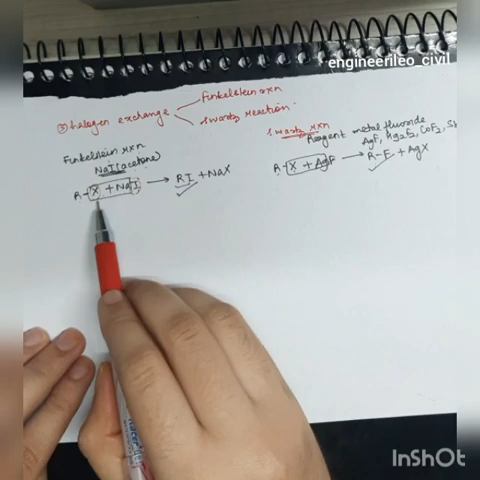 engineerileo_civil
③ halogen exchange
Finkelstein rxn
swartz reaction.
Finkelstein rxn
NaI (acetone)
R-X + NaI → RI + NaX
swartz rxn
Reagent metal fluoride
AgF, Hg2F2, CoF2, Sb
R-X + AgF → R-F + AgX
InShOt